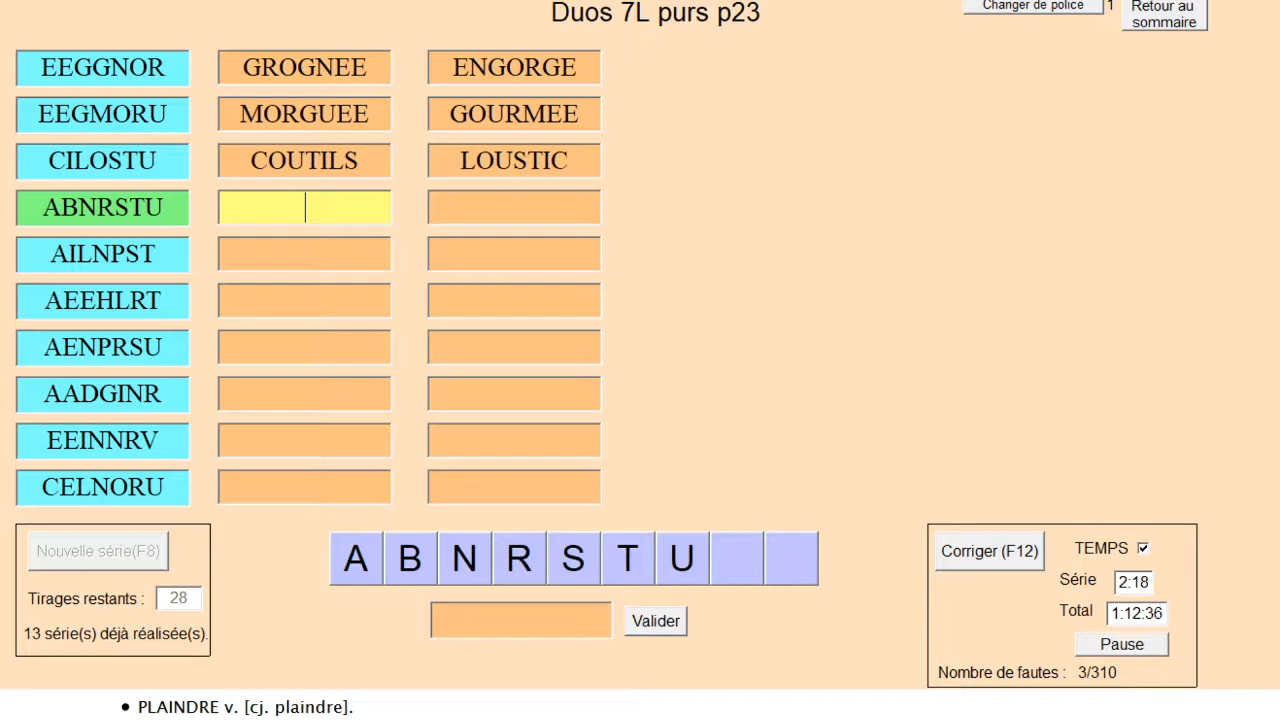 Duos 7L purs p23
Changer de police 1 Retour au sommaire
EEGGNOR GROGNEE ENGORGE
EEGMORU MORGUEE GOURMEE
CILOSTU COUTILS LOUSTIC
ABNRSTU
AILNPST
AEEHLRT
AENPRSU
AADGINR
EEINNRV
CELNORU
Nouvelle série(F8)
Tirages restants : 28
13 série(s) déjà réalisée(s).
A B N R S T U
Valider
Corriger (F12)
TEMPS
Série 2:18
Total 1:12:36
Pause
Nombre de fautes : 3/310
• PLAINDRE v. [cj. plaindre].